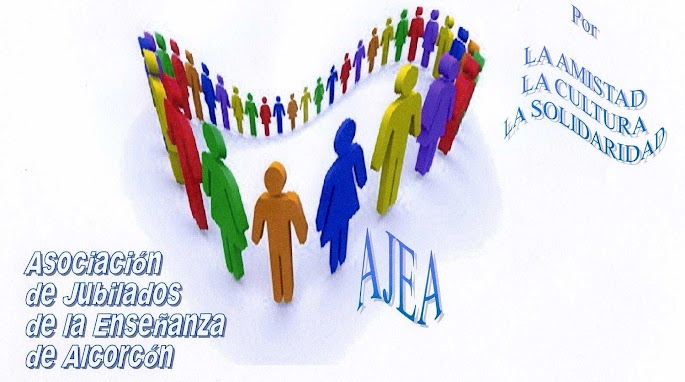 Por
LA AMISTAD
LA CULTURA
LA SOLIDARIDAD
Asociación
de Jubilados
de la Enseñanza
de Alcorcón
AJEA